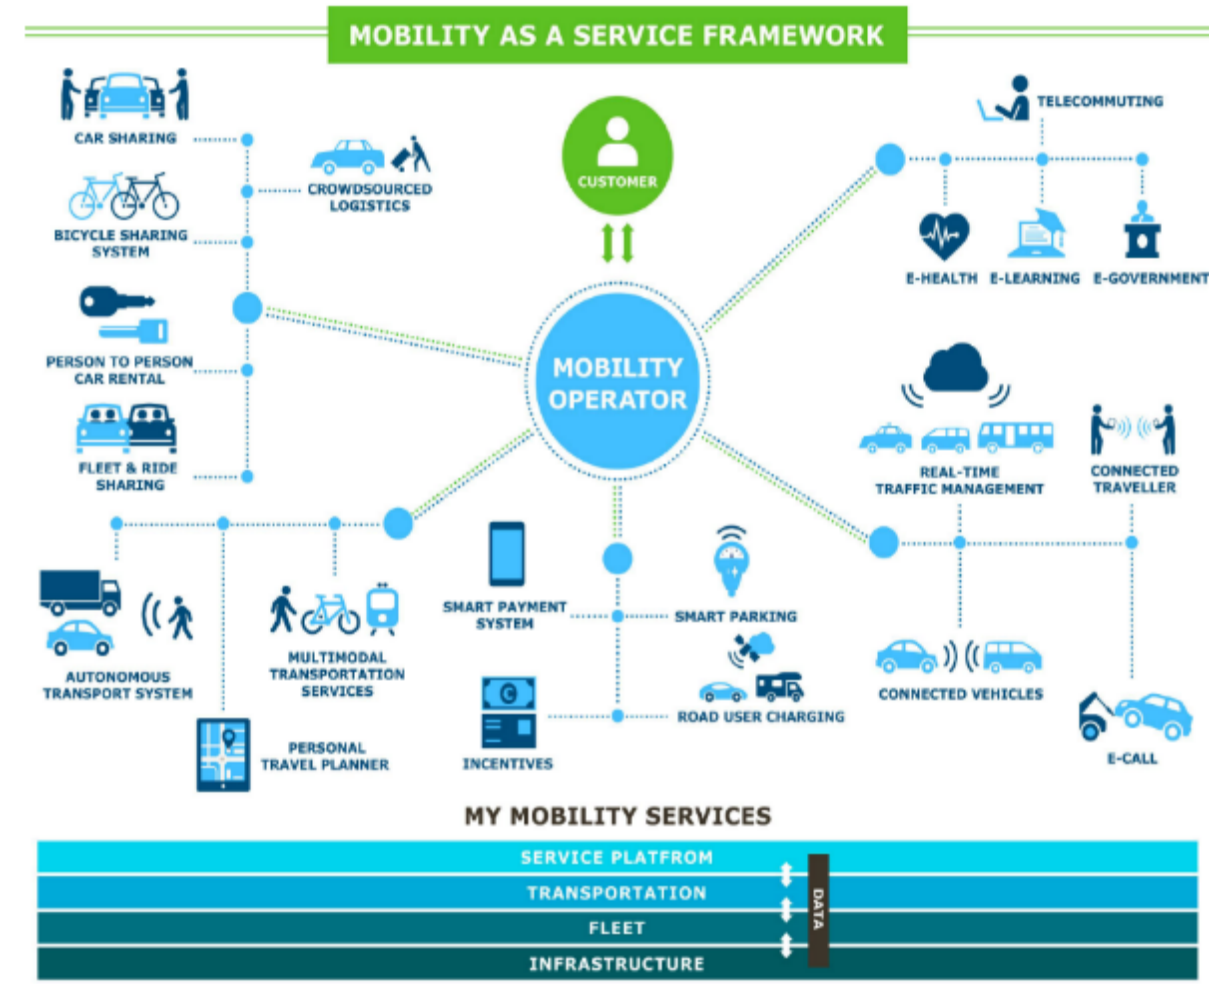 MOBILITY AS A SERVICE FRAMEWORK
CAR SHARING
CROWDSOURCED
LOGISTICS
BICYCLE SHARING
SYSTEM
PERSON TO PERSON
CAR RENTAL
FLEET & RIDE
SHARING
CUSTOMER
TELECOMMUTING
E-HEALTH
E-LEARNING
E-GOVERNMENT
MOBILITY
OPERATOR
REAL-TIME
TRAFFIC MANAGEMENT
CONNECTED
TRAVELLER
AUTONOMOUS
TRANSPORT SYSTEM
MULTIMODAL
TRANSPORTATION
SERVICES
PERSONAL
TRAVEL PLANNER
SMART PAYMENT
SYSTEM
SMART PARKING
INCENTIVES
ROAD USER CHARGING
CONNECTED VEHICLES
E-CALL
MY MOBILITY SERVICES
SERVICE PLATFROM
TRANSPORTATION
FLEET
INFRASTRUCTURE
DATA